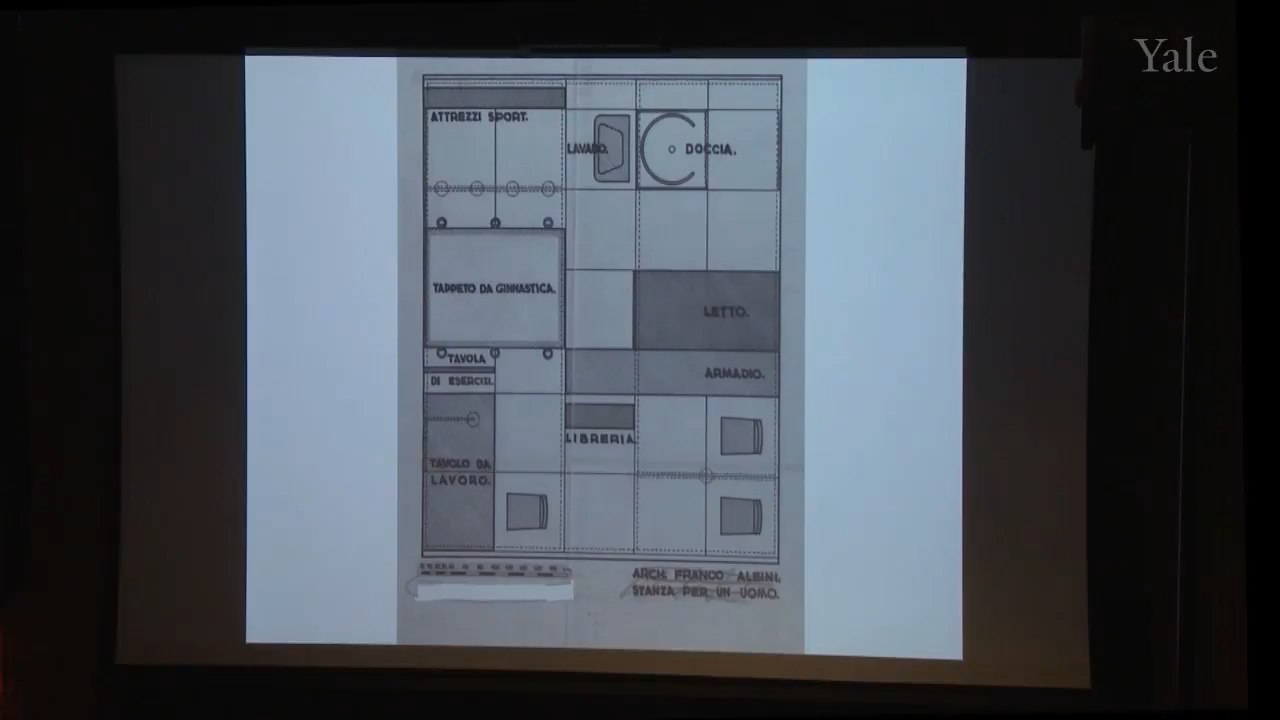 Yale
ATTREZZI SPORT.
LAVABO.
DOCCIA.
TAPPETO DA GINNASTICA.
LETTO.
TAVOLA
DI ESERCIZI.
ARMADIO.
LIBRERIA.
TAVOLO DA
LAVORO.
ARCH. FRANCO ALBINI.
STANZA PER UN UOMO.